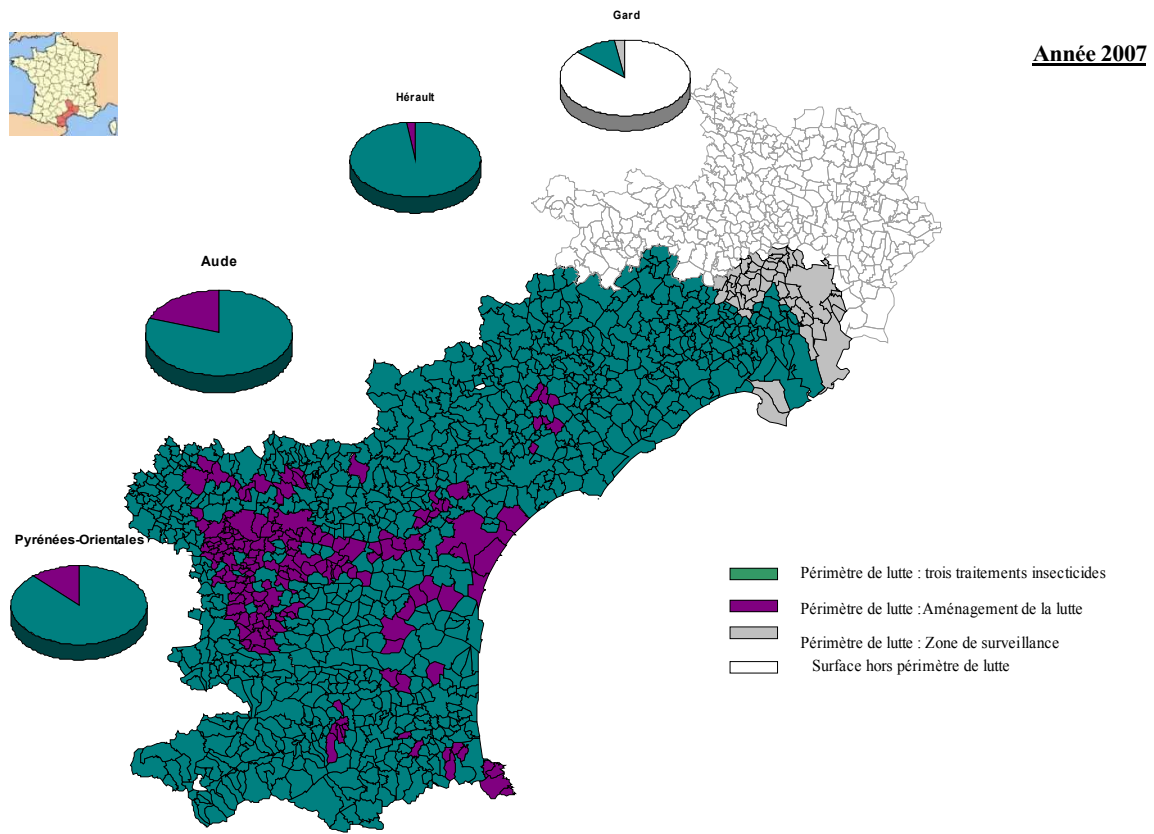 Gard
Année 2007
Hérault
Aude
Pyrénées-Orientales
Périmètre de lutte : trois traitements insecticides
Périmètre de lutte : Aménagement de la lutte
Périmètre de lutte : Zone de surveillance
Surface hors périmètre de lutte